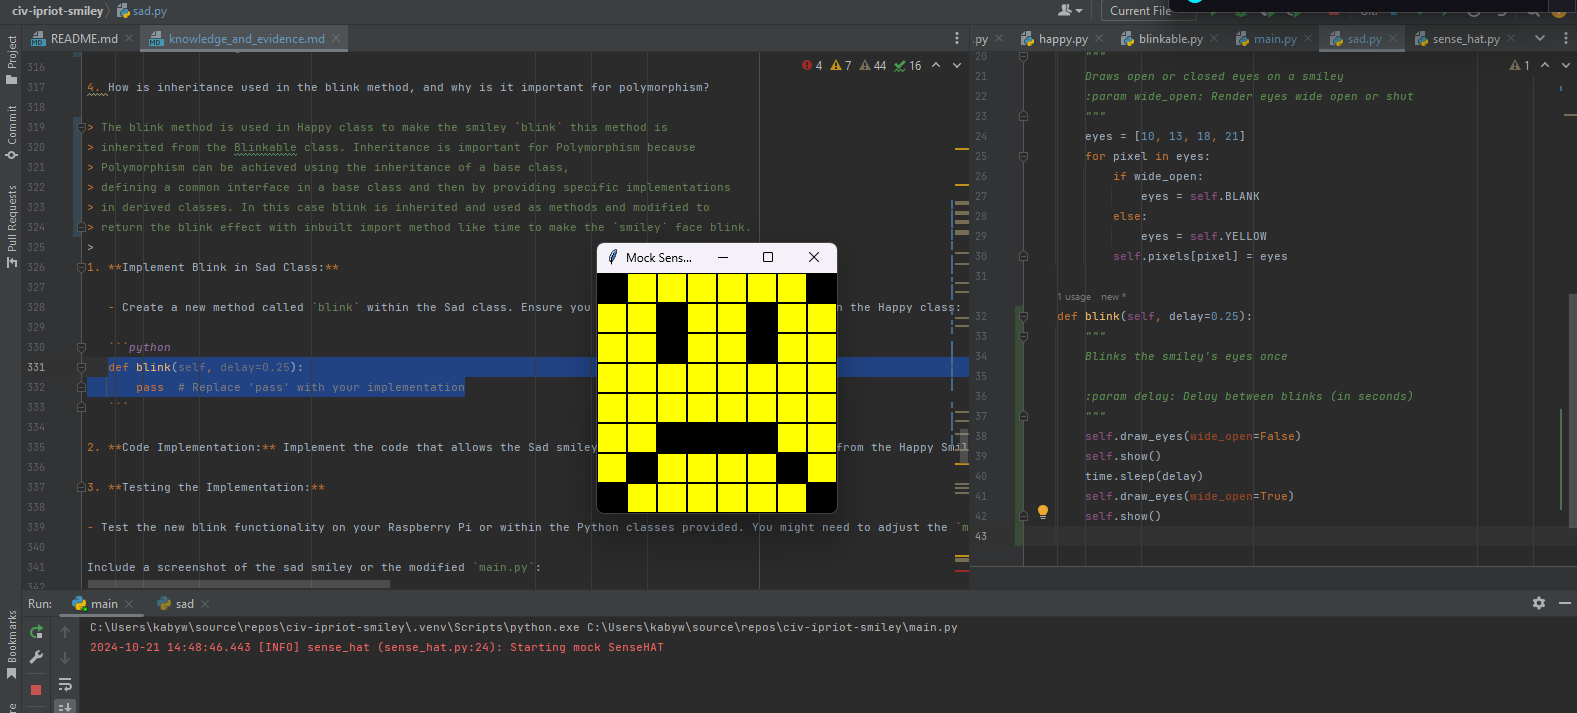 civ-ipriot-smiley
sad.py
Current File
Project
Commit
Pull Requests
Bookmarks
README.md
knowledge_and_evidence.md
.py
happy.py
blinkable.py
main.py
sad.py
sense_hat.py
4 7 44 16
316
317 4. How is inheritance used in the blink method, and why is it important for polymorphism?
318
319 > The blink method is used in Happy class to make the smiley `blink` this method is
320 > inherited from the Blinkable class. Inheritance is important for Polymorphism because
321 > Polymorphism can be achieved using the inheritance of a base class,
322 > defining a common interface in a base class and then by providing specific implementations
323 > in derived classes. In this case blink is inherited and used as methods and modified to
324 > return the blink effect with inbuilt import method like time to make the `smiley` face blink.
325 >
326 1. **Implement Blink in Sad Class:**
327
328 - Create a new method called `blink` within the Sad class. Ensure you
n the Happy class:
329
330 ```python
331 def blink(self, delay=0.25):
332 pass # Replace 'pass' with your implementation
333 ```
334
335 2. **Code Implementation:** Implement the code that allows the Sad smiley
from the Happy Smil
336
337 3. **Testing the Implementation:**
338
339 - Test the new blink functionality on your Raspberry Pi or within the Python classes provided. You might need to adjust the `m
340
341 Include a screenshot of the sad smiley or the modified `main.py`:
342
Mock Sens...
1
20 """
21 Draws open or closed eyes on a smiley
22 :param wide_open: Render eyes wide open or shut
23 """
24 eyes = [10, 13, 18, 21]
25 for pixel in eyes:
26 if wide_open:
27 eyes = self.BLANK
28 else:
29 eyes = self.YELLOW
30 self.pixels[pixel] = eyes
31
1 usage new *
32 def blink(self, delay=0.25):
33 """
34 Blinks the smiley's eyes once
35
36 :param delay: Delay between blinks (in seconds)
37 """
38 self.draw_eyes(wide_open=False)
39 self.show()
40 time.sleep(delay)
41 self.draw_eyes(wide_open=True)
42 self.show()
43
Run: main sad
C:\Users\kabyw\source\repos\civ-ipriot-smiley\.venv\Scripts\python.exe C:\Users\kabyw\source\repos\civ-ipriot-smiley\main.py
2024-10-21 14:48:46.443 [INFO] sense_hat (sense_hat.py:24): Starting mock SenseHAT